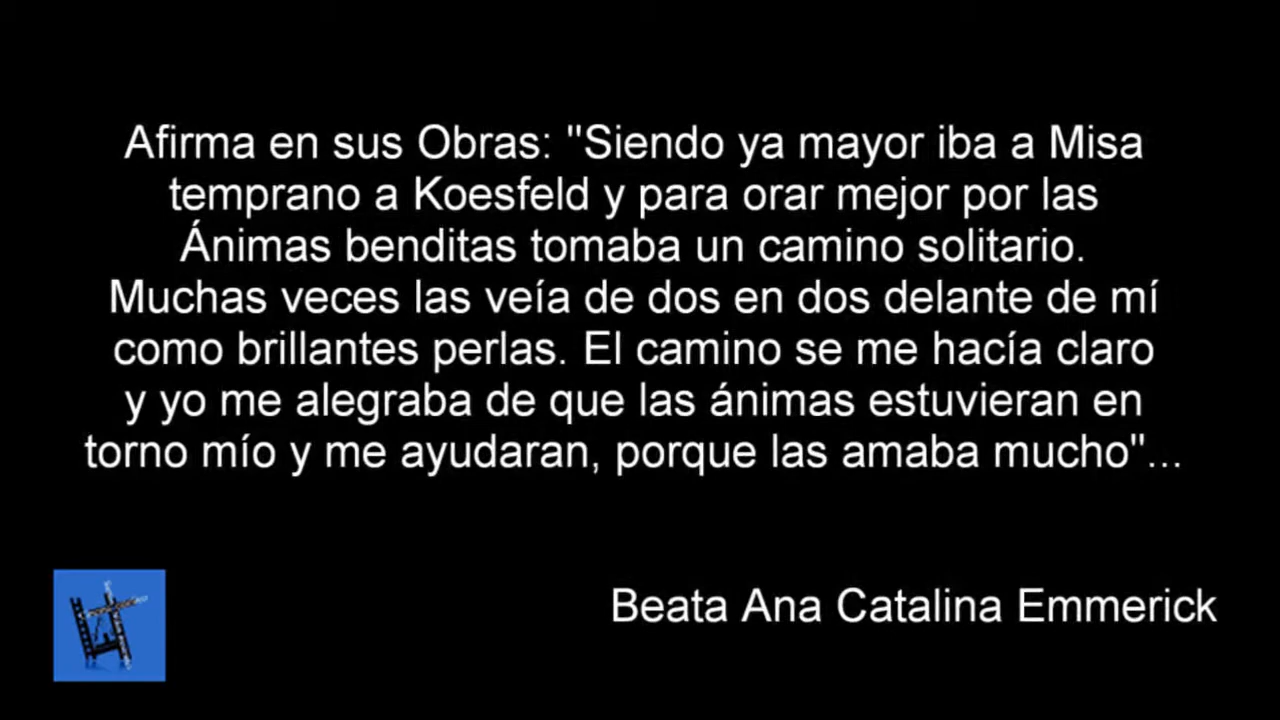 Afirma en sus Obras: "Siendo ya mayor iba a Misa
temprano a Koesfeld y para orar mejor por las
Ánimas benditas tomaba un camino solitario.
Muchas veces las veía de dos en dos delante de mí
como brillantes perlas. El camino se me hacía claro
y yo me alegraba de que las ánimas estuvieran en
torno mío y me ayudaran, porque las amaba mucho"...
Beata Ana Catalina Emmerick